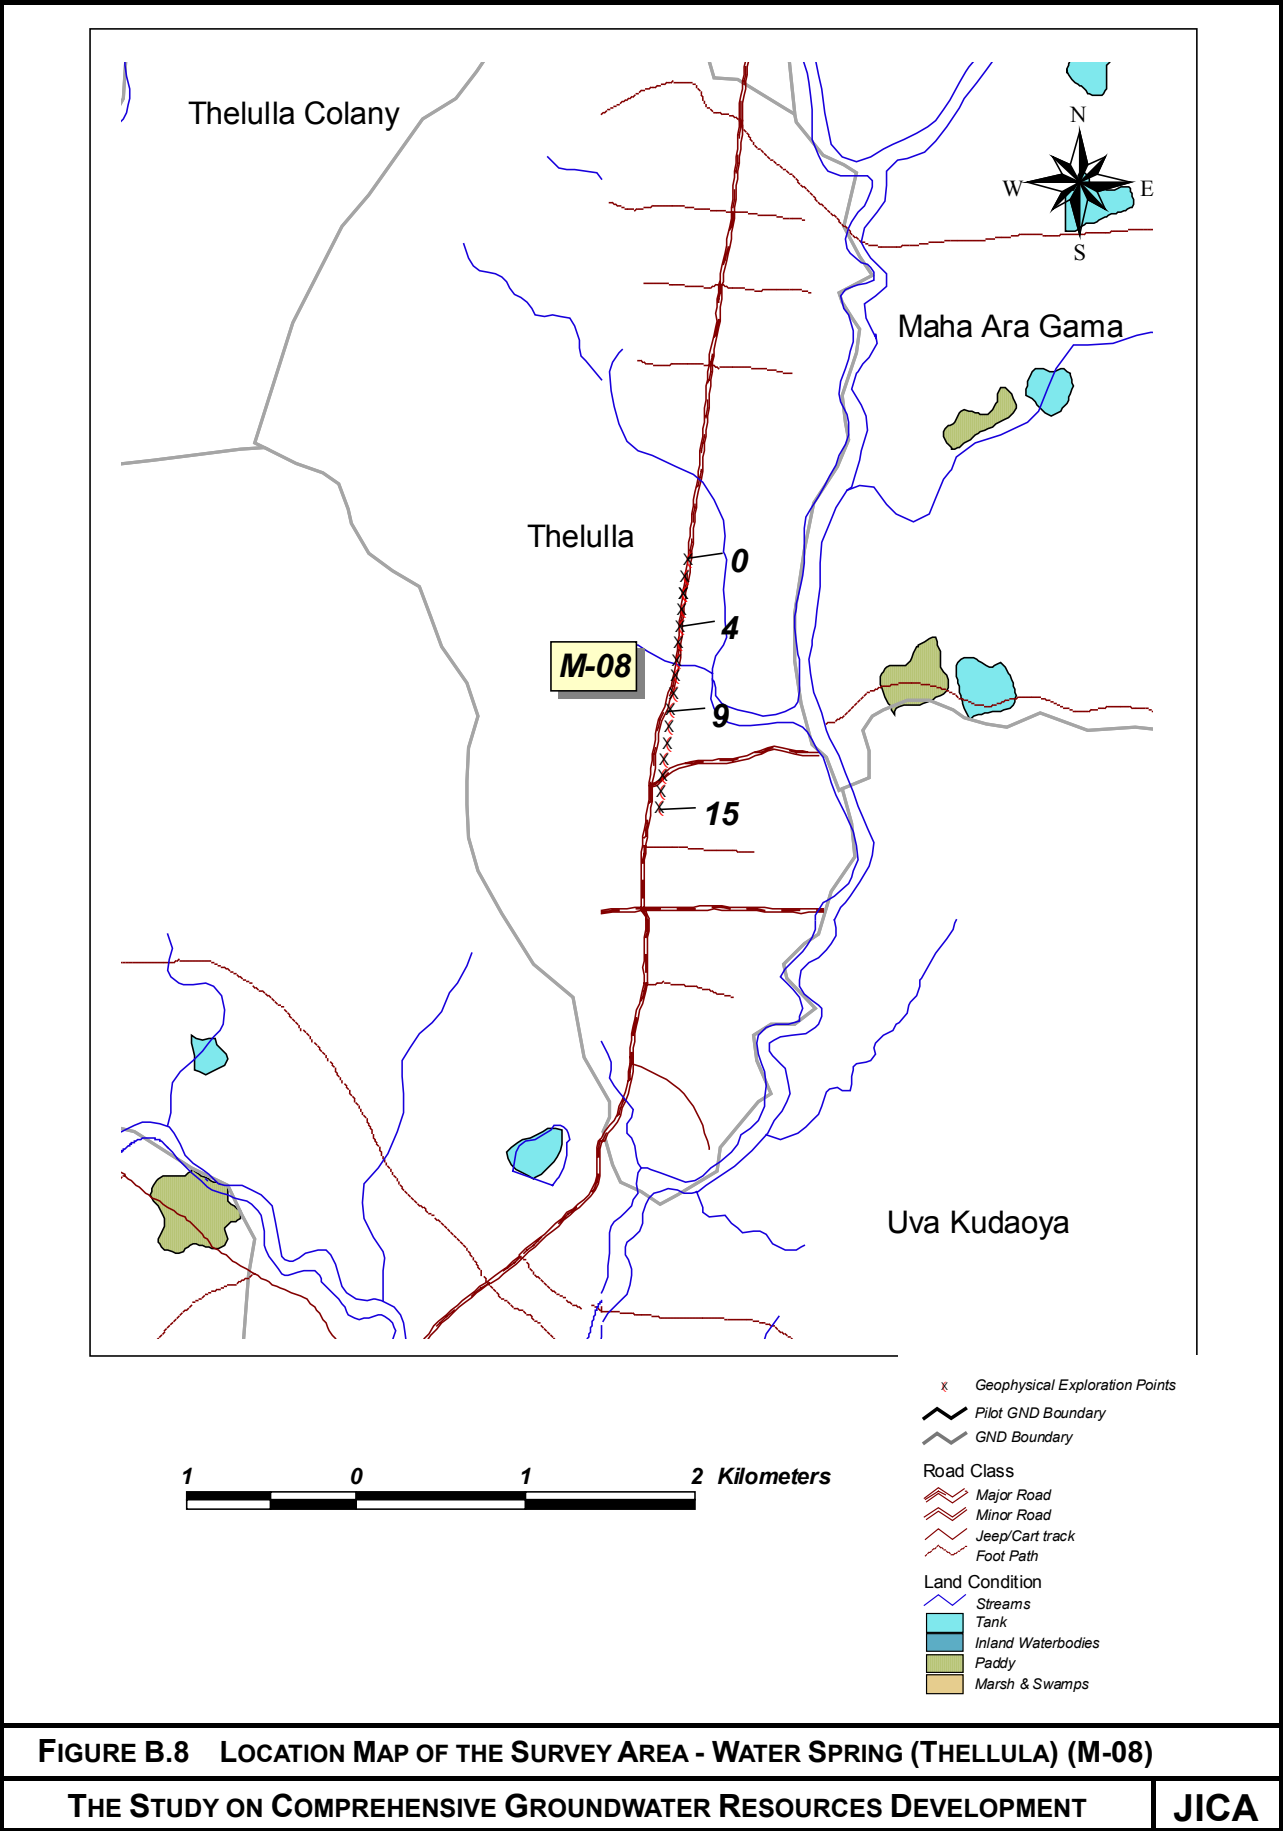 Thelulla Colany
N
W
E
S
Maha Ara Gama
Thelulla
0
4
M-08
9
15
Uva Kudaoya
Geophysical Exploration Points
Pilot GND Boundary
GND Boundary
1 0 1 2 Kilometers
Road Class
Major Road
Minor Road
Jeep/Cart track
Foot Path
Land Condition
Streams
Tank
Inland Waterbodies
Paddy
Marsh & Swamps
FIGURE B.8 LOCATION MAP OF THE SURVEY AREA - WATER SPRING (THELLULA) (M-08)
THE STUDY ON COMPREHENSIVE GROUNDWATER RESOURCES DEVELOPMENT
JICA